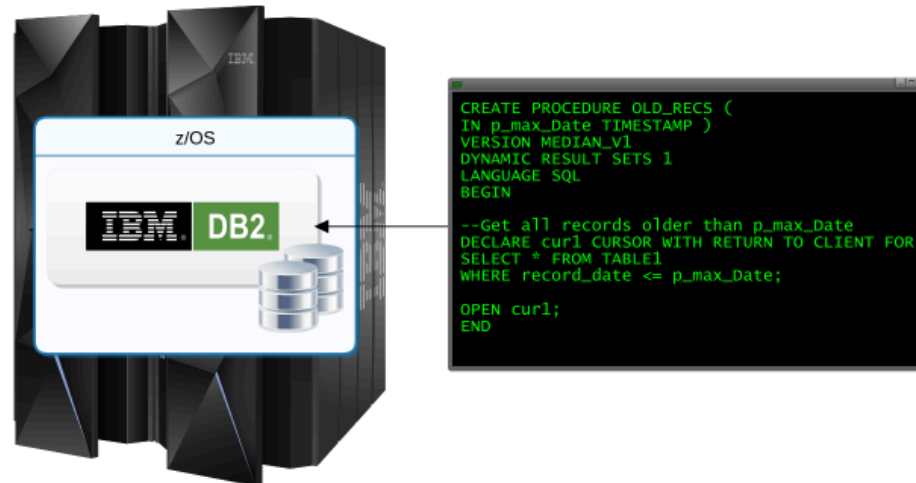 IBM
z/OS
IBM. DB2.
IBM
CREATE PROCEDURE OLD_RECS (
IN p_max_Date TIMESTAMP )
VERSION MEDIAN_V1
DYNAMIC RESULT SETS 1
LANGUAGE SQL
BEGIN
--Get all records older than p_max_Date
DECLARE cur1 CURSOR WITH RETURN TO CLIENT FOR
SELECT * FROM TABLE1
WHERE record_date <= p_max_Date;
OPEN cur1;
END